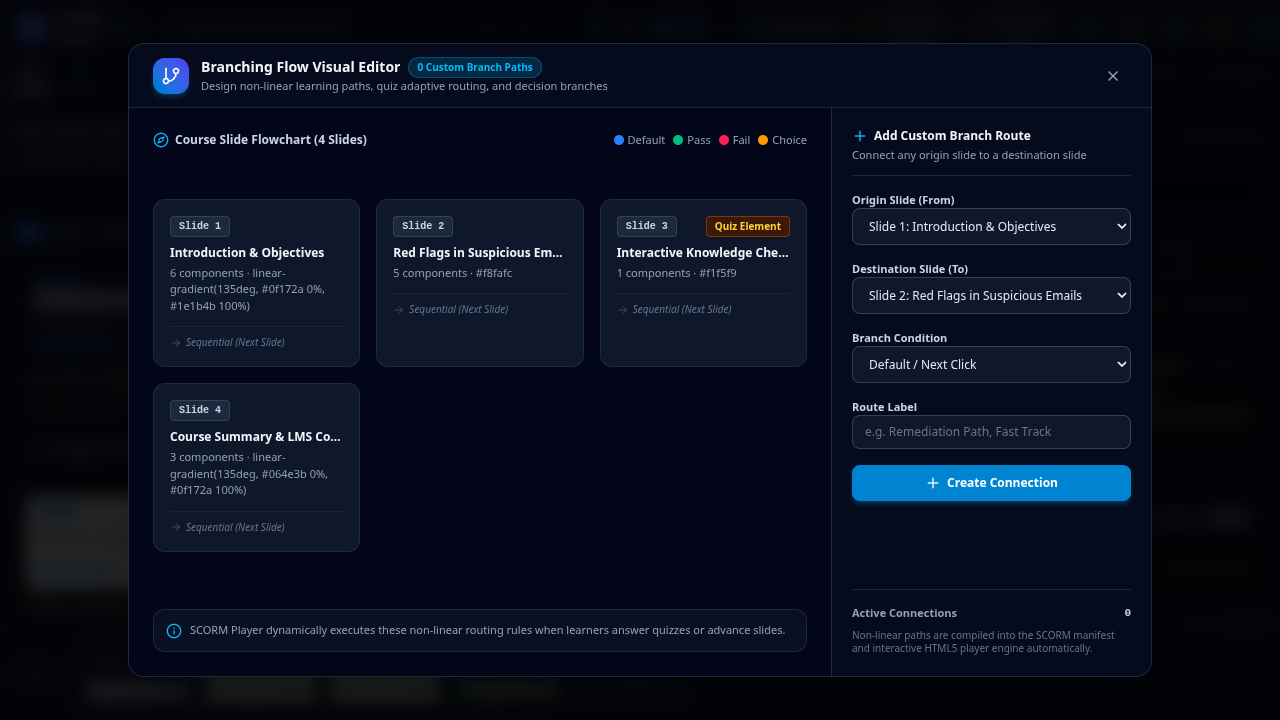 Branching Flow Visual Editor
0 Custom Branch Paths
Design non-linear learning paths, quiz adaptive routing, and decision branches
Course Slide Flowchart (4 Slides)
Default
Pass
Fail
Choice
Slide 1
Introduction & Objectives
6 components · linear-
gradient(135deg, #0f172a 0%,
#1e1b4b 100%)
Sequential (Next Slide)
Slide 2
Red Flags in Suspicious Em...
5 components · #f8fafc
Sequential (Next Slide)
Slide 3
Quiz Element
Interactive Knowledge Che...
1 components · #f1f5f9
Sequential (Next Slide)
Slide 4
Course Summary & LMS Co...
3 components · linear-
gradient(135deg, #064e3b 0%,
#0f172a 100%)
Sequential (Next Slide)
SCORM Player dynamically executes these non-linear routing rules when learners answer quizzes or advance slides.
Add Custom Branch Route
Connect any origin slide to a destination slide
Origin Slide (From)
Slide 1: Introduction & Objectives
Destination Slide (To)
Slide 2: Red Flags in Suspicious Emails
Branch Condition
Default / Next Click
Route Label
e.g. Remediation Path, Fast Track
Create Connection
Active Connections
0
Non-linear paths are compiled into the SCORM manifest
and interactive HTML5 player engine automatically.